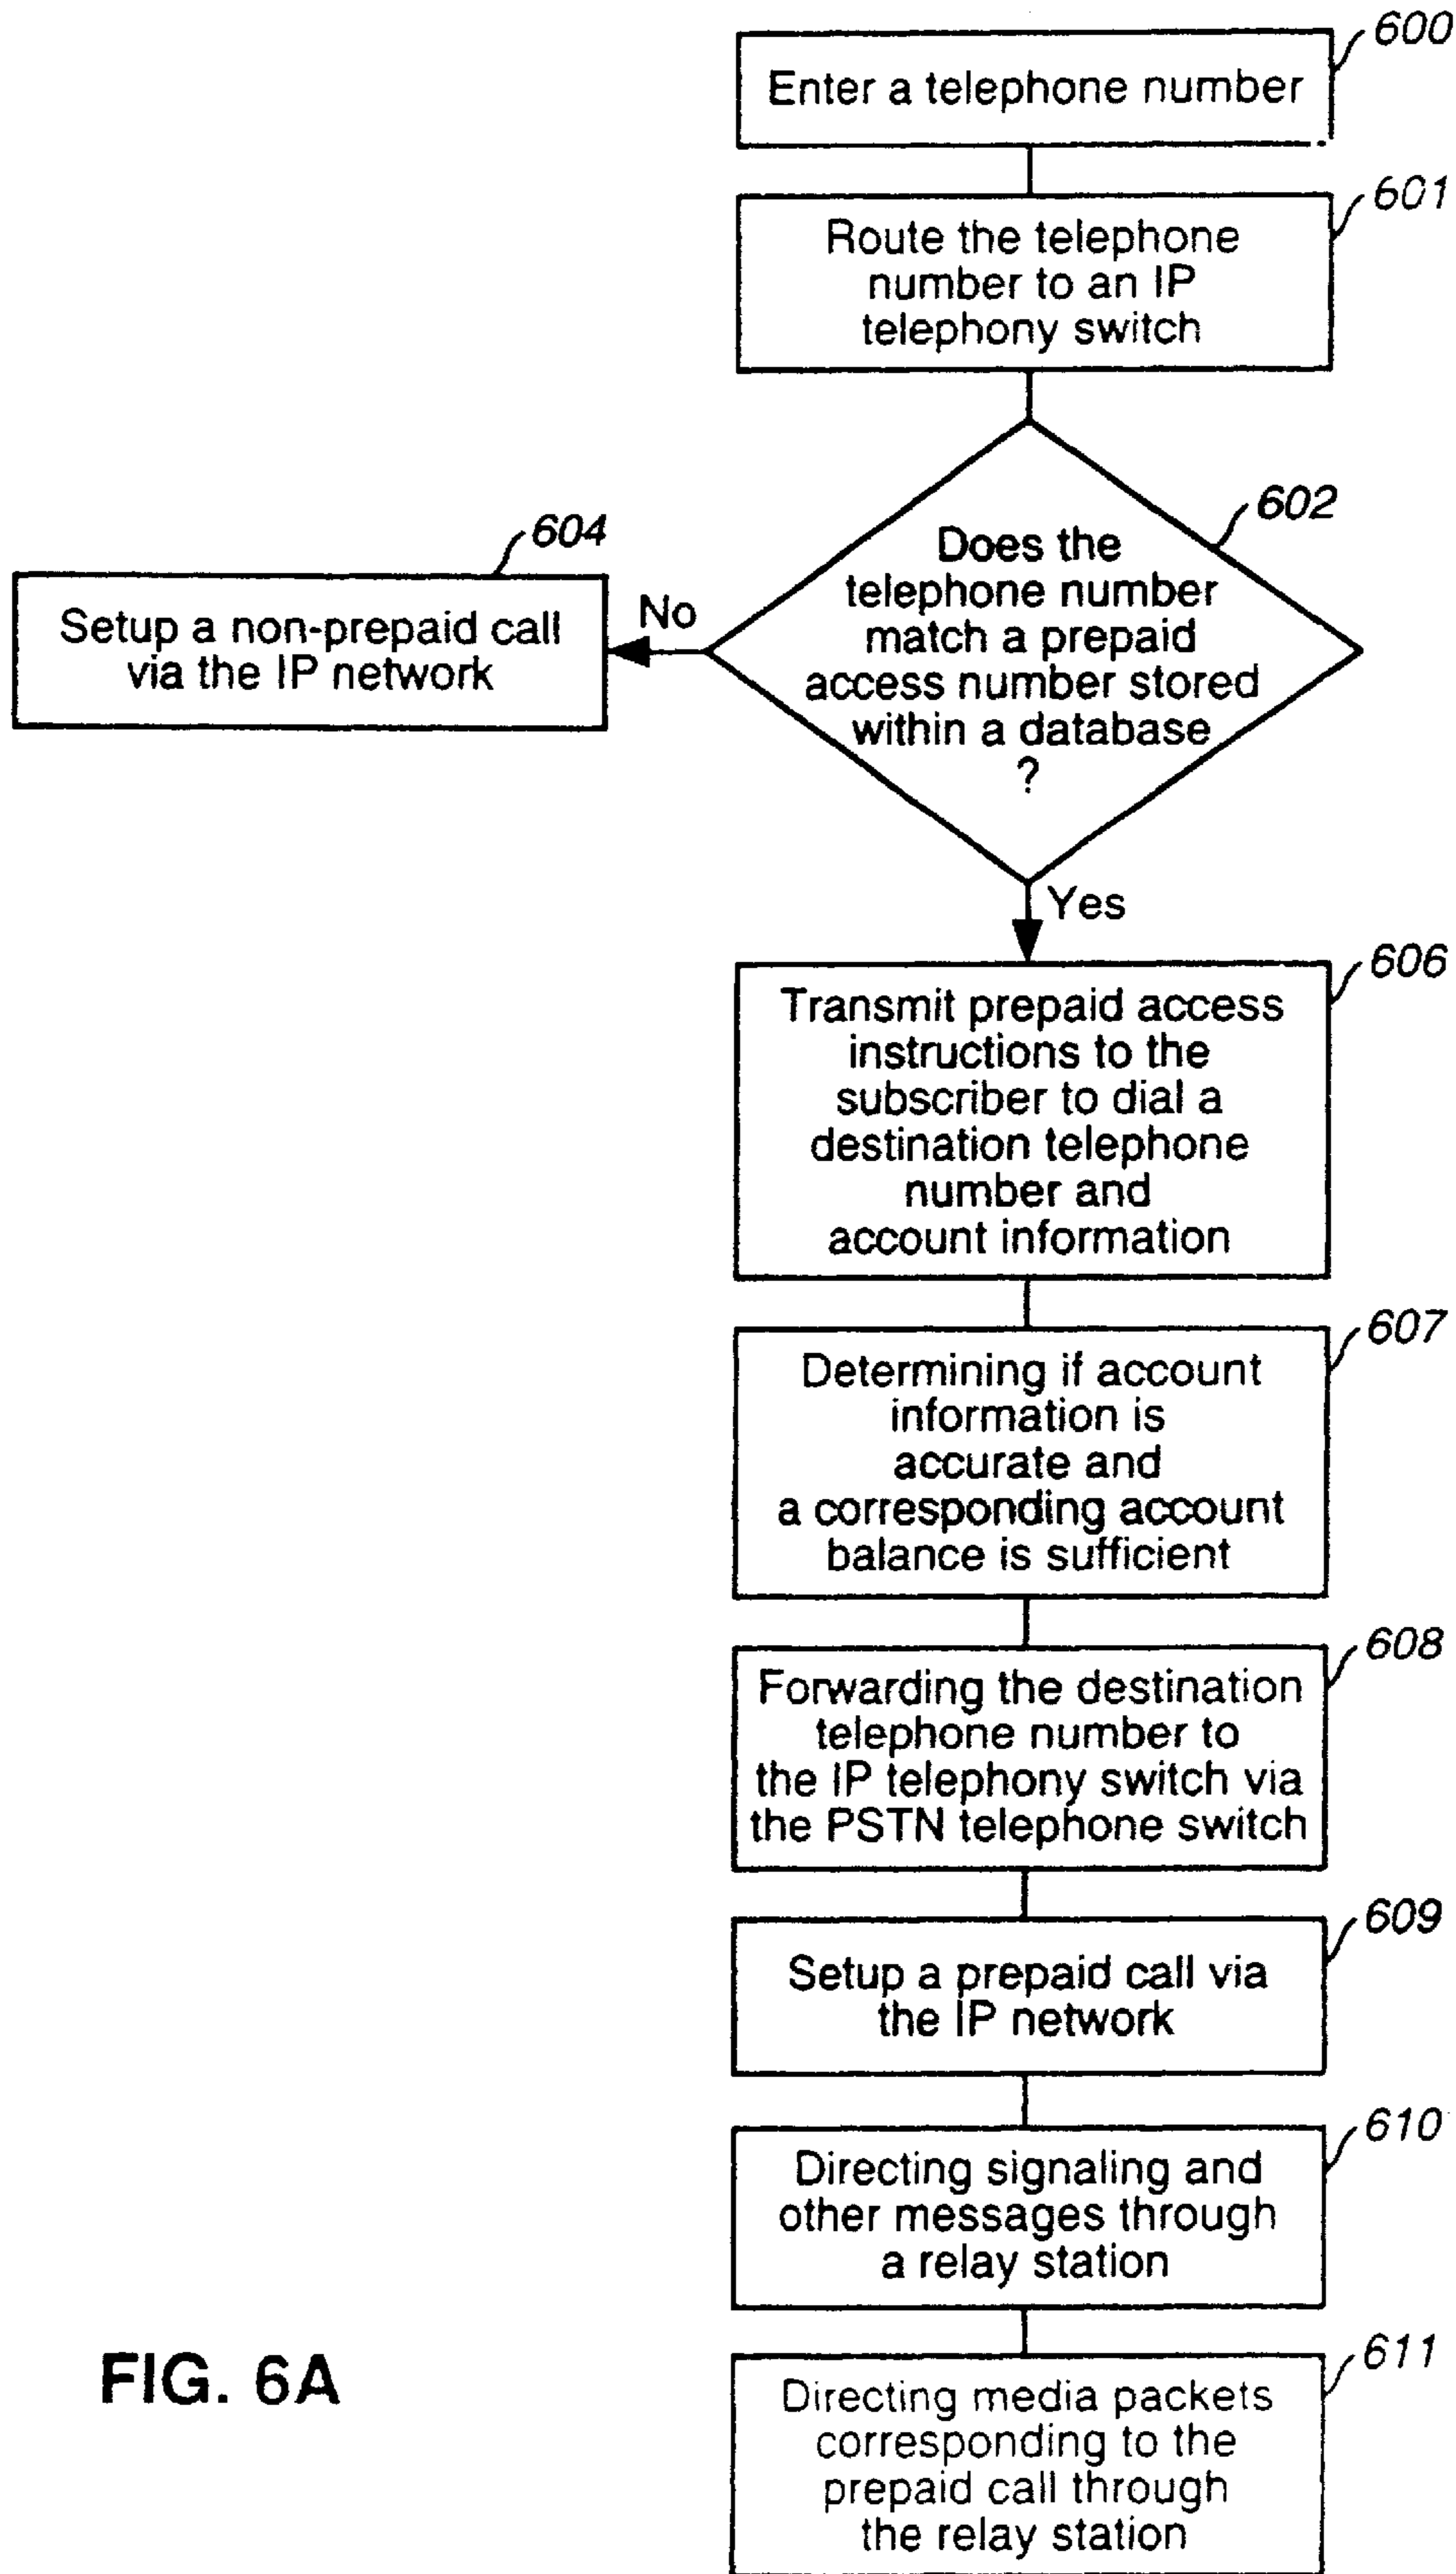 600
Enter a telephone number
601
Route the telephone
number to an IP
telephony switch
602
Does the
telephone number
match a prepaid
access number stored
within a database
?
604
No
Setup a non-prepaid call
via the IP network
Yes
606
Transmit prepaid access
instructions to the
subscriber to dial a
destination telephone
number and
account information
607
Determining if account
information is
accurate and
a corresponding account
balance is sufficient
608
Forwarding the destination
telephone number to
the IP telephony switch via
the PSTN telephone switch
609
Setup a prepaid call via
the IP network
610
Directing signaling and
other messages through
a relay station
611
Directing media packets
corresponding to the
prepaid call through
the relay station
FIG. 6A